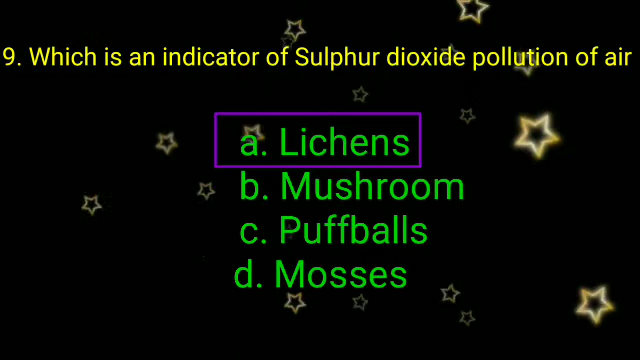 9. Which is an indicator of Sulphur dioxide pollution of air
a. Lichens
b. Mushroom
c. Puffballs
d. Mosses